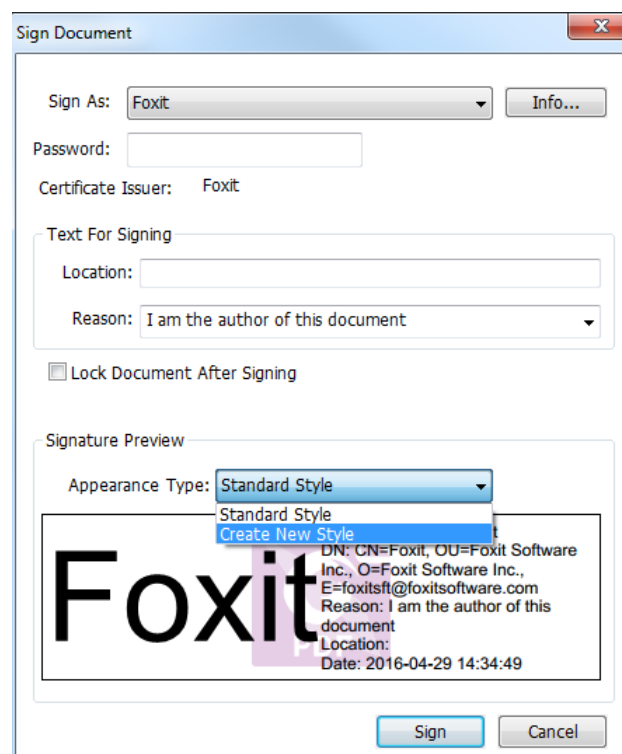 Sign Document
X
Sign As: Foxit Info...
Password:
Certificate Issuer: Foxit
Text For Signing
Location:
Reason: I am the author of this document
Lock Document After Signing
Signature Preview
Appearance Type: Standard Style
Standard Style
Create New Style
Foxit
DN: CN=Foxit, OU=Foxit Software
Inc., O=Foxit Software Inc.,
E=foxitsft@foxitsoftware.com
Reason: I am the author of this
document
Location:
Date: 2016-04-29 14:34:49
PDF
Sign Cancel